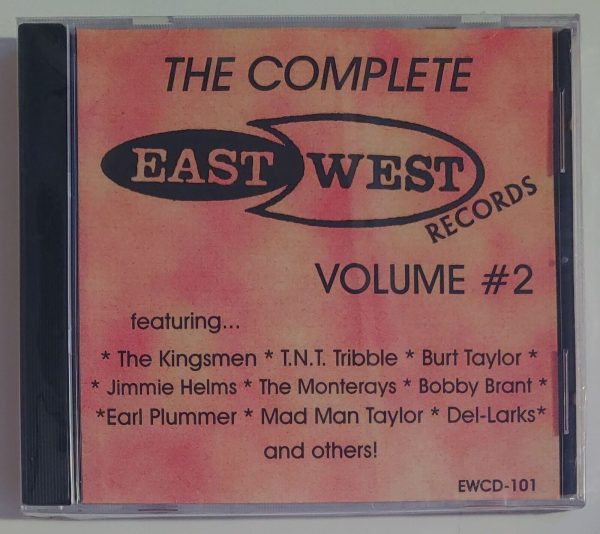 THE COMPLETE
EAST WEST
RECORDS
VOLUME #2
featuring...
* The Kingsmen * T.N.T. Tribble * Burt Taylor *
* Jimmie Helms * The Monterays * Bobby Brant *
*Earl Plummer * Mad Man Taylor * Del-Larks*
and others!
EWCD-101